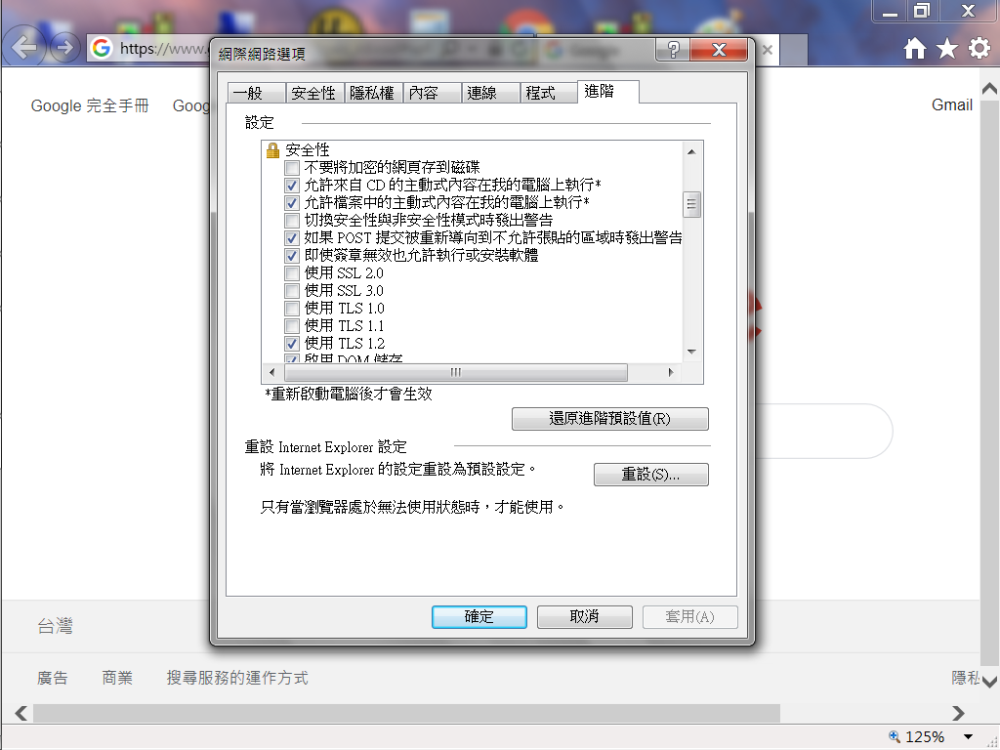 https://www.
網際網路選項
Google 完全手冊 Goog
Gmail
一般 安全性 隱私權 內容 連線 程式 進階
設定
安全性
不要將加密的網頁存到磁碟
允許來自 CD 的主動式內容在我的電腦上執行*
允許檔案中的主動式內容在我的電腦上執行*
切換安全性與非安全性模式時發出警告
如果 POST 提交被重新導向到不允許張貼的區域時發出警告
即使簽章無效也允許執行或安裝軟體
使用 SSL 2.0
使用 SSL 3.0
使用 TLS 1.0
使用 TLS 1.1
使用 TLS 1.2
啟用 DOM 儲存
*重新啟動電腦後才會生效
還原進階預設值(R)
重設 Internet Explorer 設定
將 Internet Explorer 的設定重設為預設設定。
重設(S)...
只有當瀏覽器處於無法使用狀態時，才能使用。
確定 取消 套用(A)
台灣
廣告 商業 搜尋服務的運作方式 隱私
125%